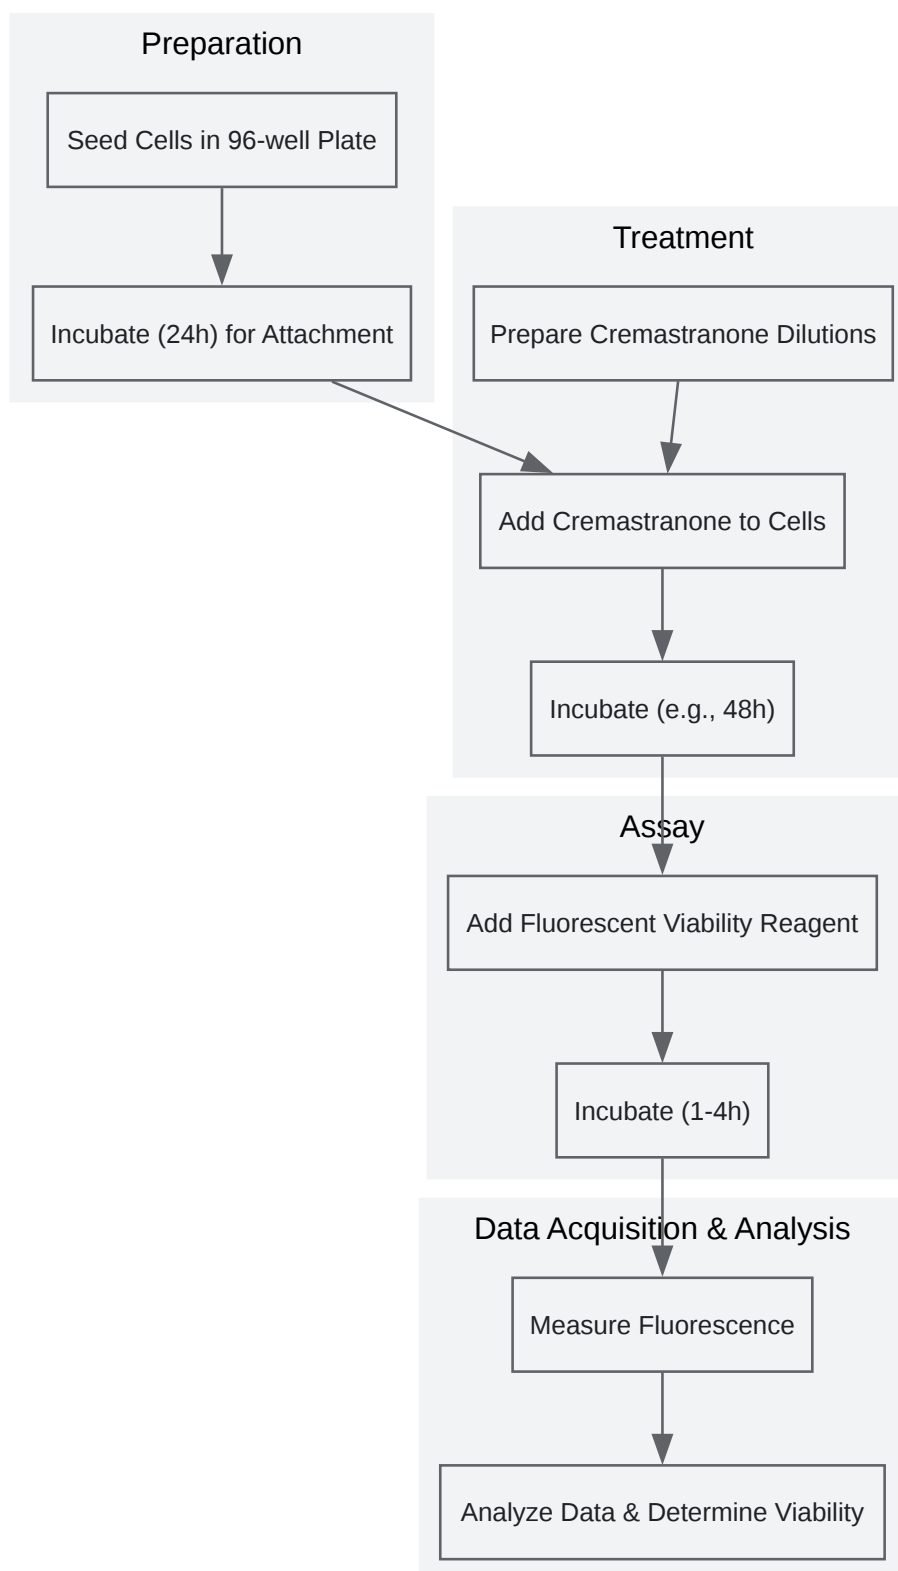 Preparation
Seed Cells in 96-well Plate
Incubate (24h) for Attachment
Treatment
Prepare Cremastranone Dilutions
Add Cremastranone to Cells
Incubate (e.g., 48h)
Assay
Add Fluorescent Viability Reagent
Incubate (1-4h)
Data Acquisition & Analysis
Measure Fluorescence
Analyze Data & Determine Viability